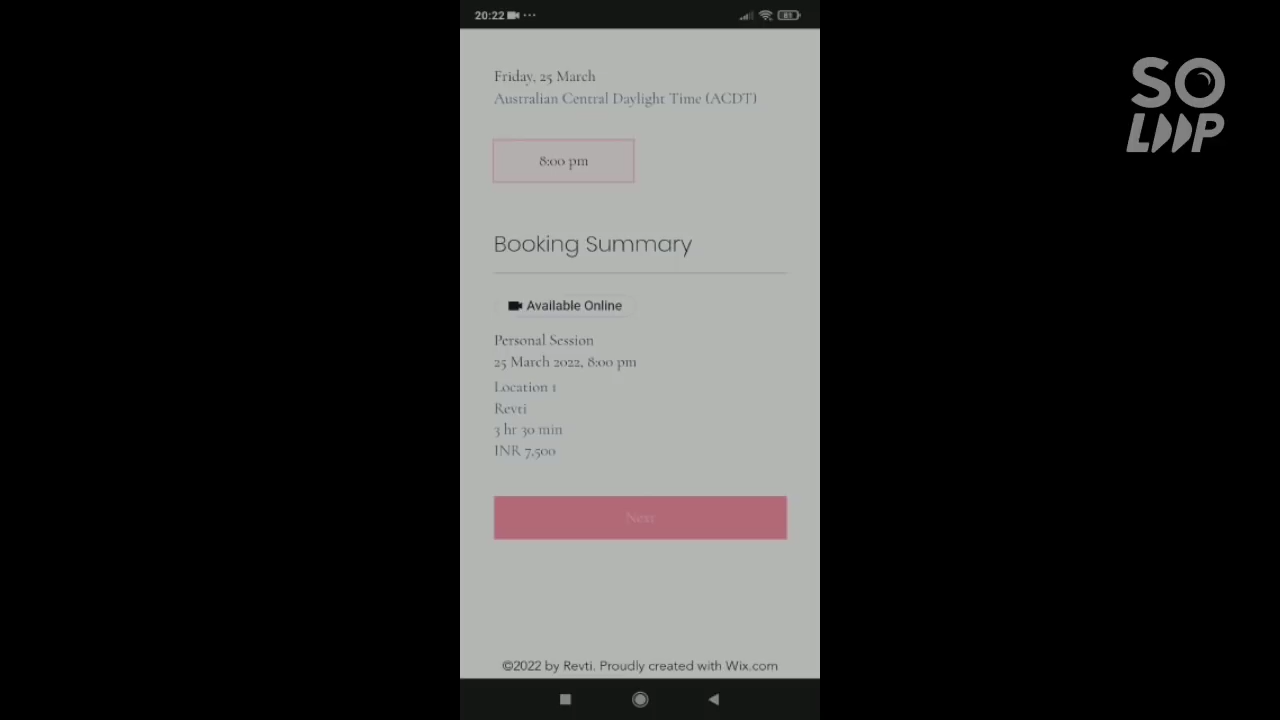 20:22
81
SO
LOOP
Friday, 25 March
Australian Central Daylight Time (ACDT)
8:00 pm
Booking Summary
Available Online
Personal Session
25 March 2022, 8:00 pm
Location 1
Revti
3 hr 30 min
INR 7,500
Next
©2022 by Revti. Proudly created with Wix.com